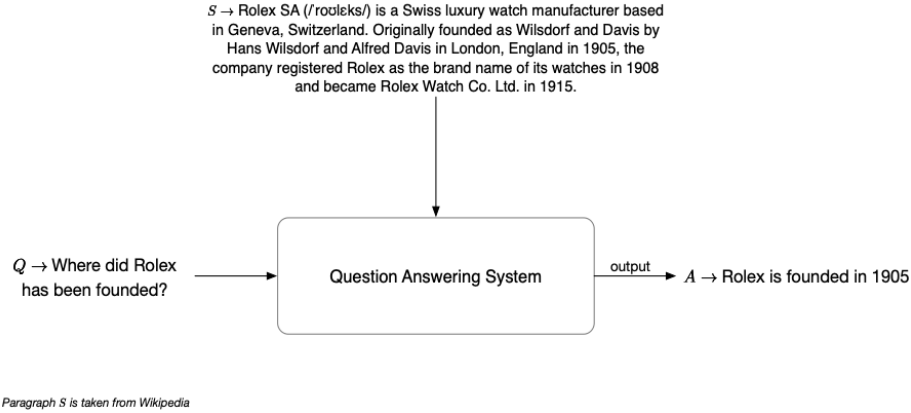 S → Rolex SA (/ˈroʊlɛks/) is a Swiss luxury watch manufacturer based
in Geneva, Switzerland. Originally founded as Wilsdorf and Davis by
Hans Wilsdorf and Alfred Davis in London, England in 1905, the
company registered Rolex as the brand name of its watches in 1908
and became Rolex Watch Co. Ltd. in 1915.
Q → Where did Rolex
has been founded?
Question Answering System
output
A → Rolex is founded in 1905
Paragraph S is taken from Wikipedia